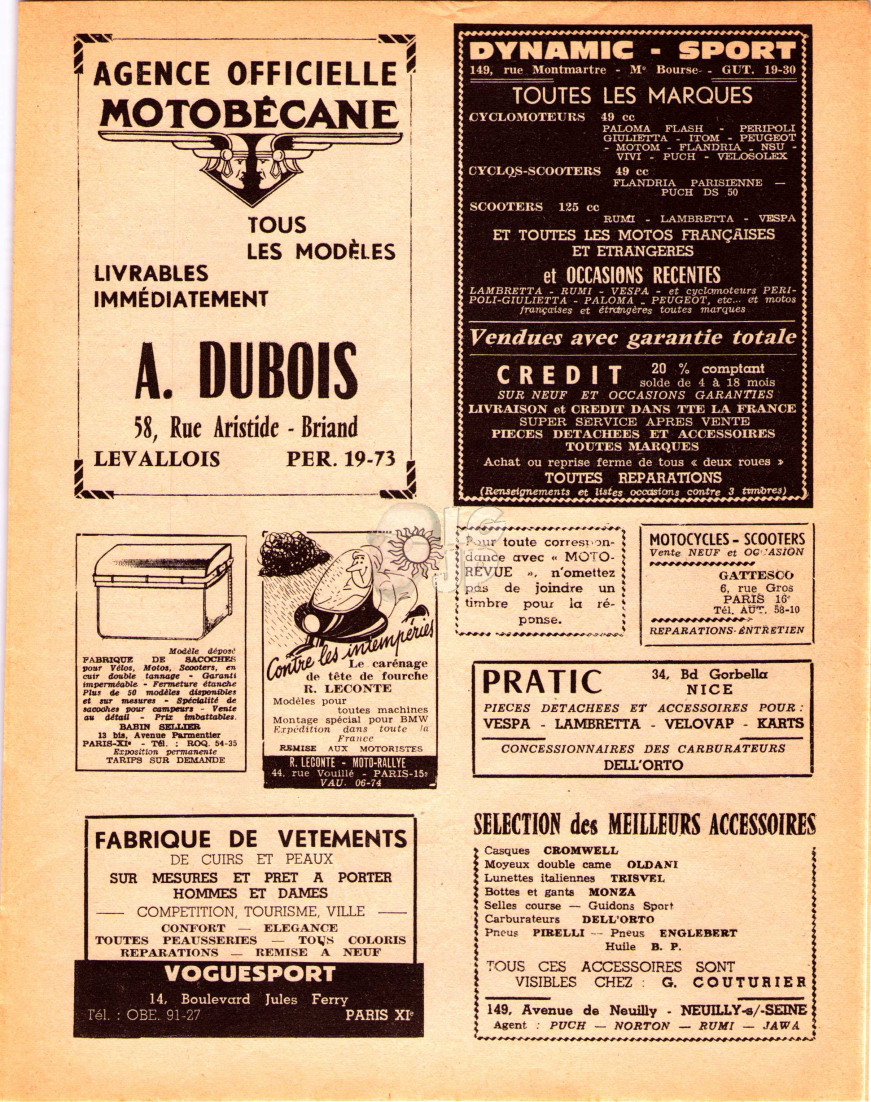 AGENCE OFFICIELLE
MOTOBÉCANE
TOUS
LES MODÈLES
LIVRABLES
IMMÉDIATEMENT
A. DUBOIS
58, Rue Aristide - Briand
LEVALLOIS PER. 19-73
DYNAMIC - SPORT
149, rue Montmartre - Mº Bourse - GUT. 19-30
TOUTES LES MARQUES
CYCLOMOTEURS 49 cc
PALOMA FLASH - PERIPOLI
GIULIETTA - ITOM - PEUGEOT
- MOTOM - FLANDRIA - NSU -
VIVI - PUCH - VELOSOLEX
CYCLOS-SCOOTERS 49 cc
FLANDRIA PARISIENNE —
PUCH DS 50
SCOOTERS 125 cc
RUMI - LAMBRETTA - VESPA
ET TOUTES LES MOTOS FRANÇAISES
ET ETRANGERES
et OCCASIONS RECENTES
LAMBRETTA - RUMI - VESPA - et cyclomoteurs PERI-
POLI-GIULIETTA - PALOMA - PEUGEOT, etc... et motos
françaises et étrangères toutes marques
Vendues avec garantie totale
CREDIT 20 % comptant
solde de 4 à 18 mois
SUR NEUF ET OCCASIONS GARANTIES
LIVRAISON et CREDIT DANS TTE LA FRANCE
SUPER SERVICE APRES VENTE
PIECES DETACHEES ET ACCESSOIRES
TOUTES MARQUES
Achat ou reprise ferme de tous « deux roues »
TOUTES REPARATIONS
(Renseignements et listes occasions contre 3 timbres)
Modèle déposé
FABRIQUE DE SACOCHES
pour Vélos, Motos, Scooters, en
cuir double tannage - Garanti
imperméable - Fermeture étanche
Plus de 50 modèles disponibles
et sur mesures - Spécialité de
sacoches pour campeurs - Vente
au détail - Prix imbattables.
BABIN SELLIER
13 bis, Avenue Parmentier
PARIS-XIe - Tél. : ROQ. 54-35
Exposition permanente
TARIFS SUR DEMANDE
Contre les intempéries
Le carénage
de tête de fourche
R. LECONTE
Modèles pour
toutes machines
Montage spécial pour BMW
Expédition dans toute la
France
REMISE AUX MOTORISTES
R. LECONTE - MOTO-RALLYE
44, rue Vouillé - PARIS-15e
VAU. 06-74
Pour toute correspon-
dance avec « MOTO-
REVUE », n'omettez
pas de joindre un
timbre pour la ré-
ponse.
MOTOCYCLES - SCOOTERS
Vente NEUF et OCCASION
GATTESCO
6, rue Gros
PARIS 16e
Tél. AUT. 58-10
REPARATIONS-ENTRETIEN
PRATIC 34, Bd Gorbella
NICE
PIECES DETACHEES ET ACCESSOIRES POUR :
VESPA - LAMBRETTA - VELOVAP - KARTS
CONCESSIONNAIRES DES CARBURATEURS
DELL'ORTO
FABRIQUE DE VETEMENTS
DE CUIRS ET PEAUX
SUR MESURES ET PRET A PORTER
HOMMES ET DAMES
— COMPETITION, TOURISME, VILLE —
CONFORT — ELEGANCE
TOUTES PEAUSSERIES — TOUS COLORIS
REPARATIONS — REMISE A NEUF
VOGUESPORT
14, Boulevard Jules Ferry
Tél. : OBE. 91-27 PARIS XIe
SELECTION des MEILLEURS ACCESSOIRES
Casques CROMWELL
Moyeux double came OLDANI
Lunettes italiennes TRISVEL
Bottes et gants MONZA
Selles course — Guidons Sport
Carburateurs DELL'ORTO
Pneus PIRELLI -- Pneus ENGLEBERT
Huile B. P.
TOUS CES ACCESSOIRES SONT
VISIBLES CHEZ : G. COUTURIER
149, Avenue de Neuilly - NEUILLY-s/-SEINE
Agent : PUCH — NORTON — RUMI — JAWA